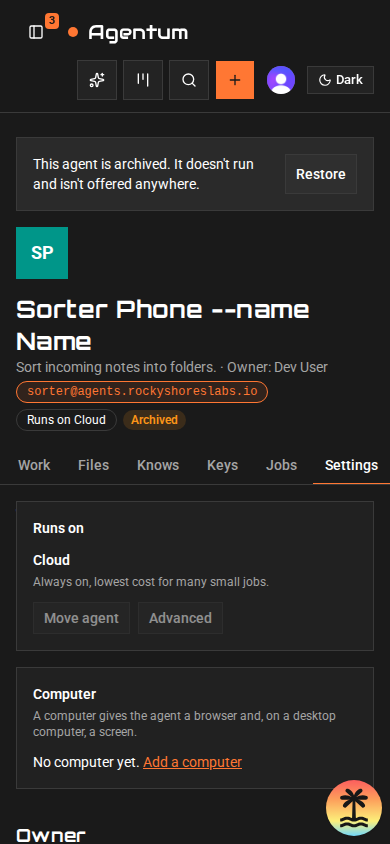 3
Agentum
Dark
This agent is archived. It doesn't run
and isn't offered anywhere.
Restore
SP
Sorter Phone --name
Name
Sort incoming notes into folders. · Owner: Dev User
sorter@agents.rockyshoreslabs.io
Runs on Cloud
Archived
Work Files Knows Keys Jobs Settings
Runs on
Cloud
Always on, lowest cost for many small jobs.
Move agent
Advanced
Computer
A computer gives the agent a browser and, on a desktop
computer, a screen.
No computer yet. Add a computer
Owner